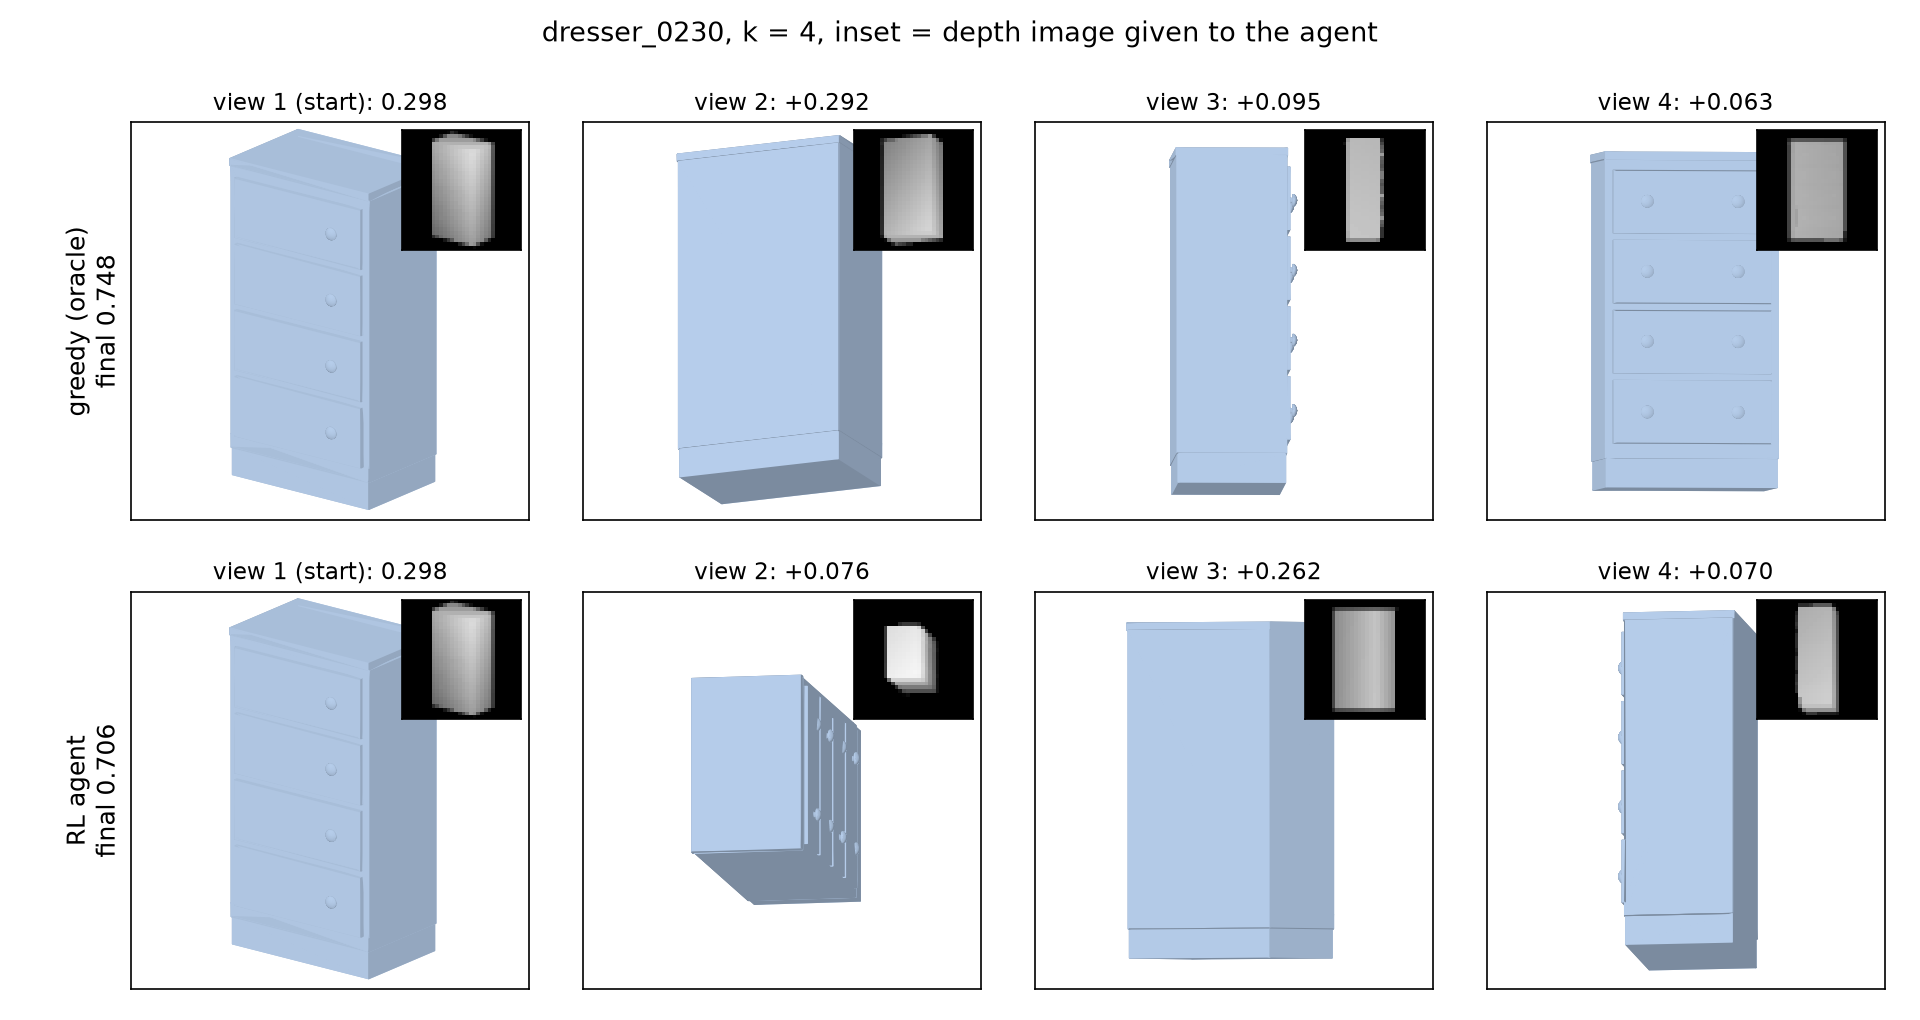 dresser_0230, k = 4, inset = depth image given to the agent
greedy (oracle)
final 0.748
view 1 (start): 0.298
view 2: +0.292
view 3: +0.095
view 4: +0.063
RL agent
final 0.706
view 1 (start): 0.298
view 2: +0.076
view 3: +0.262
view 4: +0.070